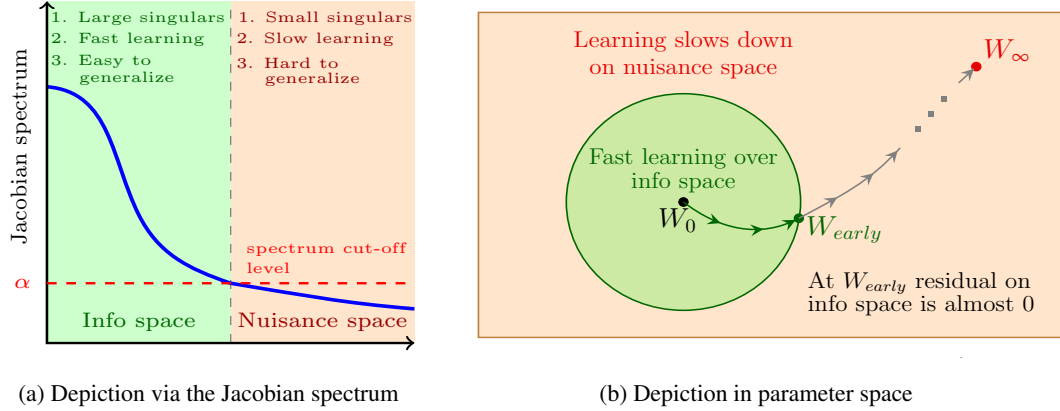 1. Large singulars
2. Fast learning
3. Easy to
generalize
1. Small singulars
2. Slow learning
3. Hard to
generalize
Jacobian spectrum
spectrum cut-off
level
α
Info space
Nuisance space
(a) Depiction via the Jacobian spectrum
Learning slows down
on nuisance space
W∞
Fast learning over
info space
W0
Wearly
At Wearly residual on
info space is almost 0
(b) Depiction in parameter space